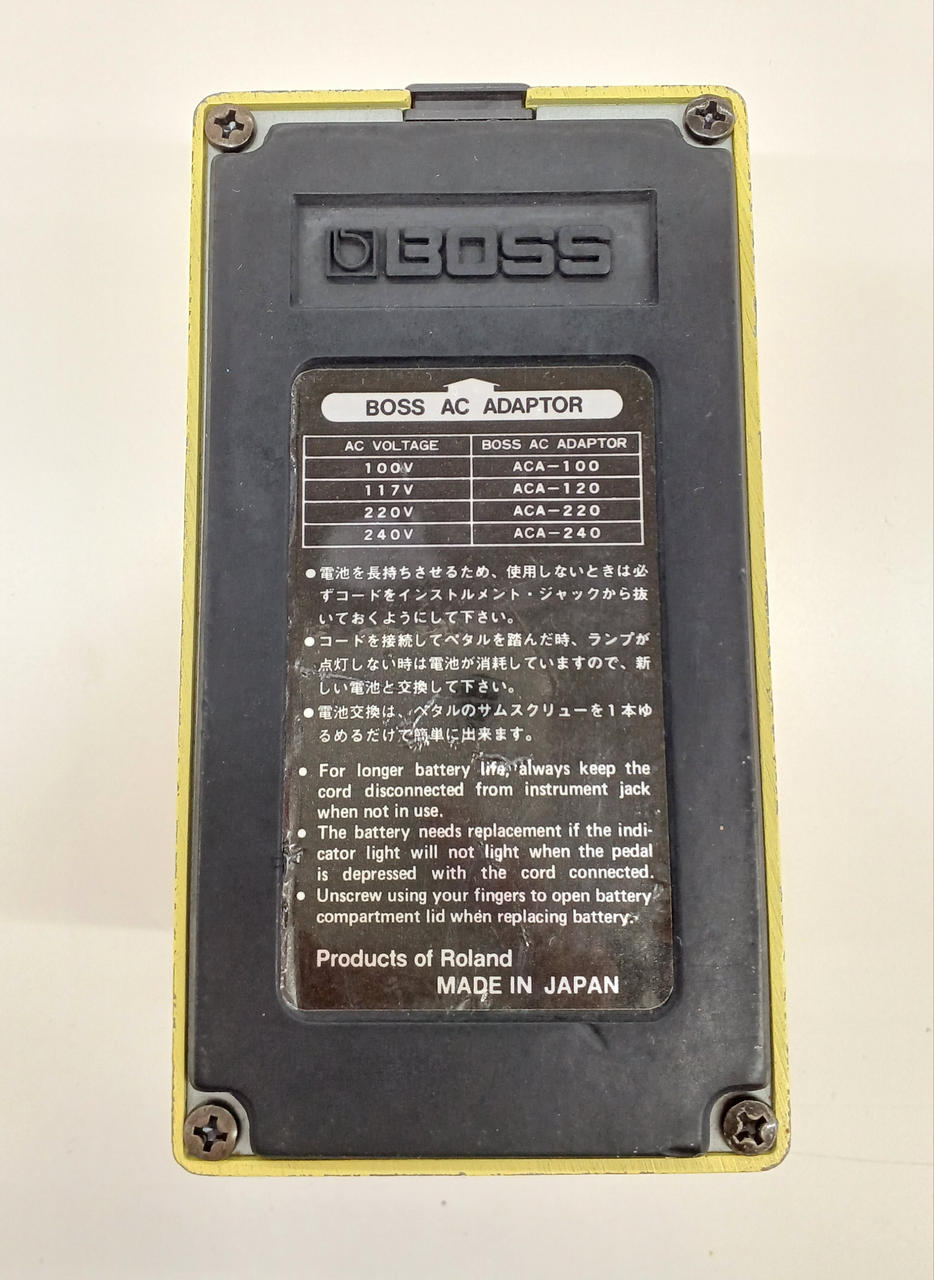 BOSS
BOSS AC ADAPTOR
AC VOLTAGE BOSS AC ADAPTOR
100V ACA-100
117V ACA-120
220V ACA-220
240V ACA-240
●電池を長持ちさせるため、使用しないときは必
ずコードをインストルメント・ジャックから抜
いておくようにして下さい。
●コードを接続してペタルを踏んだ時、ランプが
点灯しない時は電池が消耗していますので、新
しい電池と交換して下さい。
●電池交換は、ペタルのサムスクリューを1本ゆ
るめるだけで簡単に出来ます。
● For longer battery life, always keep the
cord disconnected from instrument jack
when not in use.
● The battery needs replacement if the indi-
cator light will not light when the pedal
is depressed with the cord connected.
● Unscrew using your fingers to open battery
compartment lid when replacing battery.
Products of Roland
MADE IN JAPAN